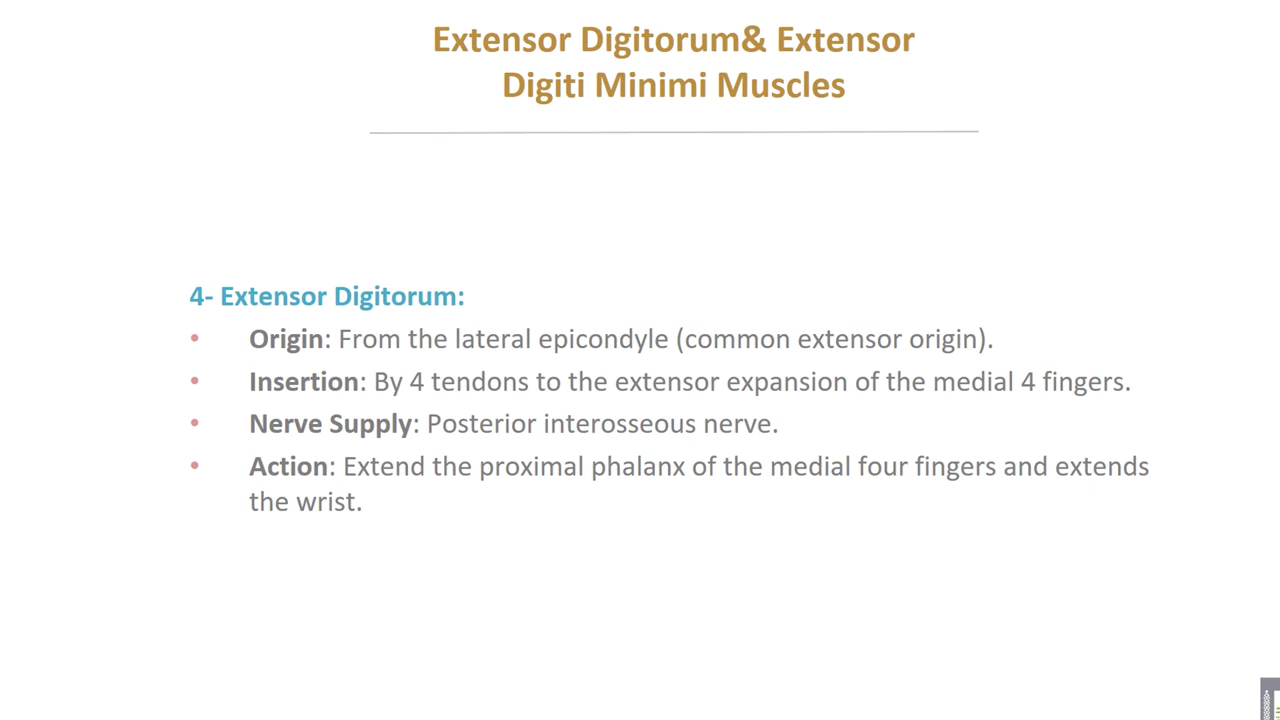 Extensor Digitorum& Extensor
Digiti Minimi Muscles
4- Extensor Digitorum:
• Origin: From the lateral epicondyle (common extensor origin).
• Insertion: By 4 tendons to the extensor expansion of the medial 4 fingers.
• Nerve Supply: Posterior interosseous nerve.
• Action: Extend the proximal phalanx of the medial four fingers and extends
the wrist.